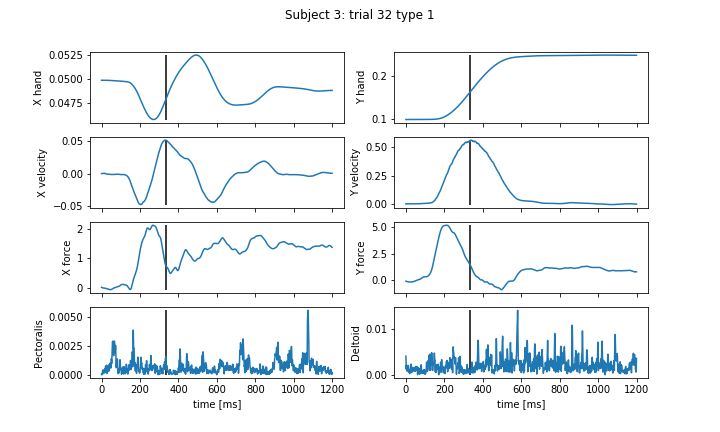 Subject 3: trial 32 type 1
X hand
0.0525
0.0500
0.0475
Y hand
0.2
0.1
X velocity
0.05
0.00
−0.05
Y velocity
0.50
0.25
0.00
X force
2
1
0
Y force
5.0
2.5
0.0
Pectoralis
0.0050
0.0025
0.0000
0 200 400 600 800 1000 1200
time [ms]
Deltoid
0.01
0.00
0 200 400 600 800 1000 1200
time [ms]